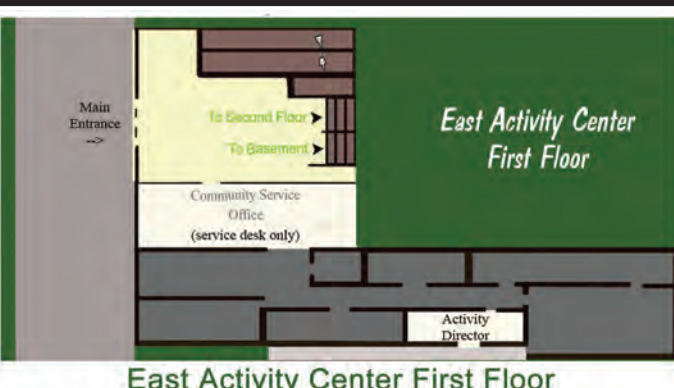 Main
Entrance
-->
To Second Floor
To Basement
East Activity Center
First Floor
Community Service
Office
(service desk only)
Activity
Director
East Activity Center First Floor